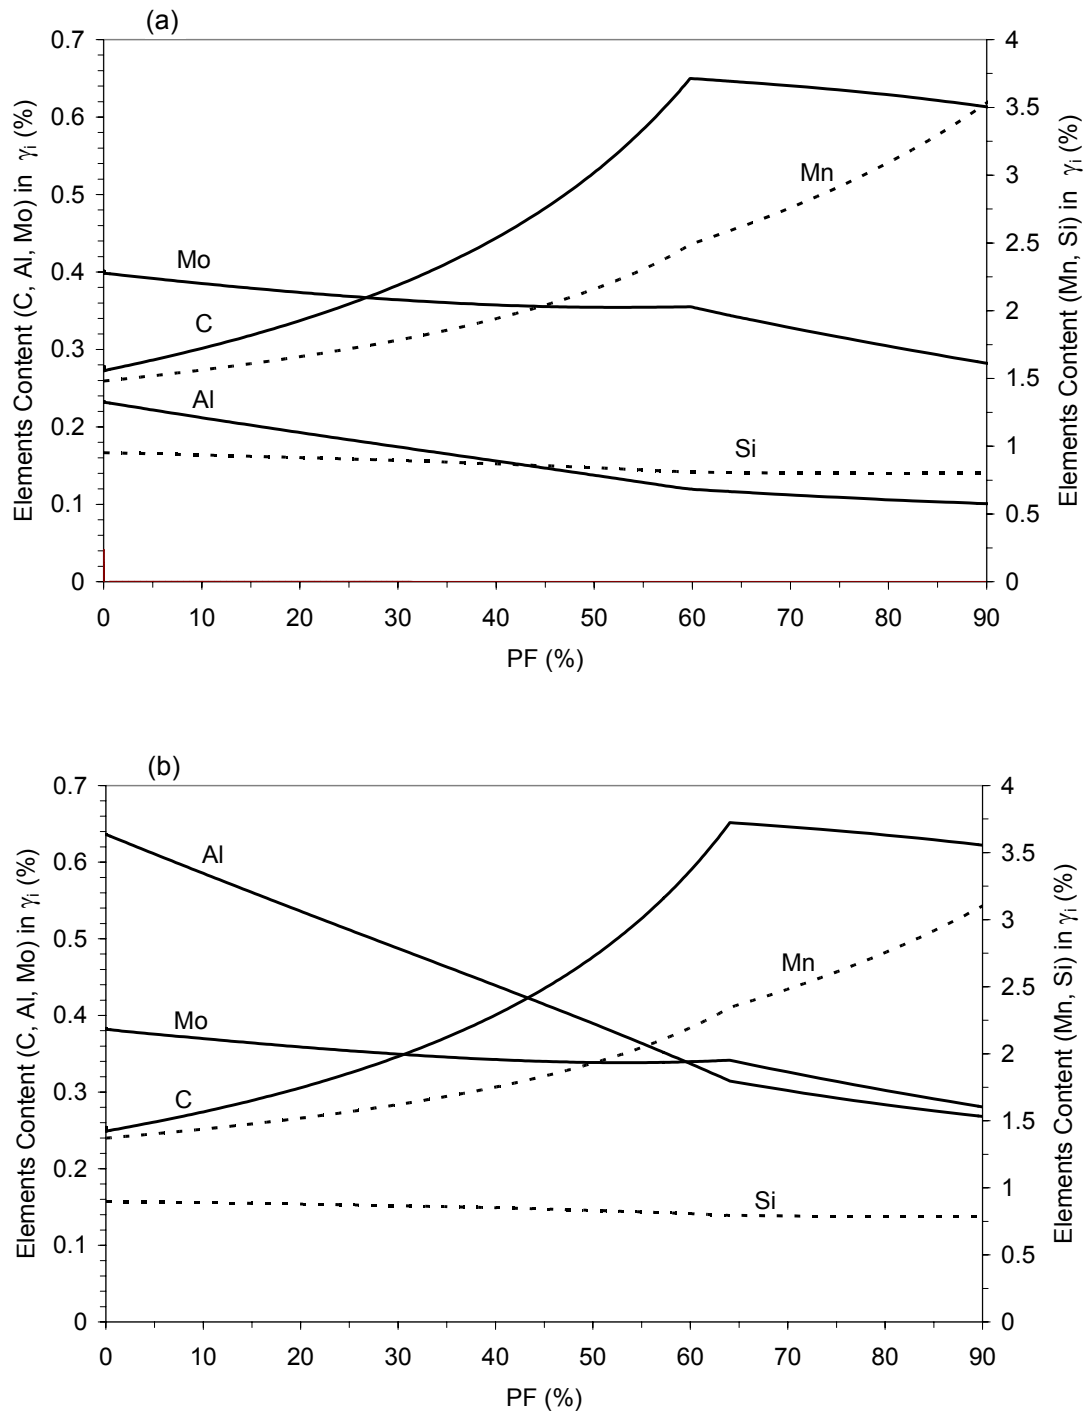 (a)
Elements Content (C, Al, Mo) in γi (%)
0.7
0.6
0.5
0.4
0.3
0.2
0.1
0
Mo
C
Al
Mn
Si
4
3.5
3
2.5
2
1.5
1
0.5
0
Elements Content (Mn, Si) in γi (%)
0 10 20 30 40 50 60 70 80 90
PF (%)
(b)
Elements Content (C, Al, Mo) in γi (%)
0.7
0.6
0.5
0.4
0.3
0.2
0.1
0
Al
Mo
C
Mn
Si
4
3.5
3
2.5
2
1.5
1
0.5
0
Elements Content (Mn, Si) in γi (%)
0 10 20 30 40 50 60 70 80 90
PF (%)